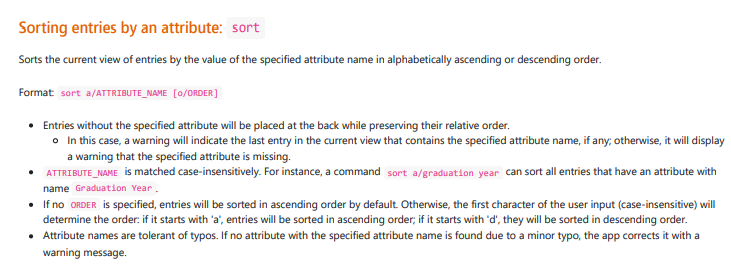 Sorting entries by an attribute: sort
Sorts the current view of entries by the value of the specified attribute name in alphabetically ascending or descending order.
Format: sort a/ATTRIBUTE_NAME [o/ORDER]
• Entries without the specified attribute will be placed at the back while preserving their relative order.
◦ In this case, a warning will indicate the last entry in the current view that contains the specified attribute name, if any; otherwise, it will display
a warning that the specified attribute is missing.
• ATTRIBUTE_NAME is matched case-insensitively. For instance, a command sort a/graduation year can sort all entries that have an attribute with
name Graduation Year .
• If no ORDER is specified, entries will be sorted in ascending order by default. Otherwise, the first character of the user input (case-insensitive) will
determine the order: if it starts with 'a', entries will be sorted in ascending order; if it starts with 'd', they will be sorted in descending order.
• Attribute names are tolerant of typos. If no attribute with the specified attribute name is found due to a minor typo, the app corrects it with a
warning message.